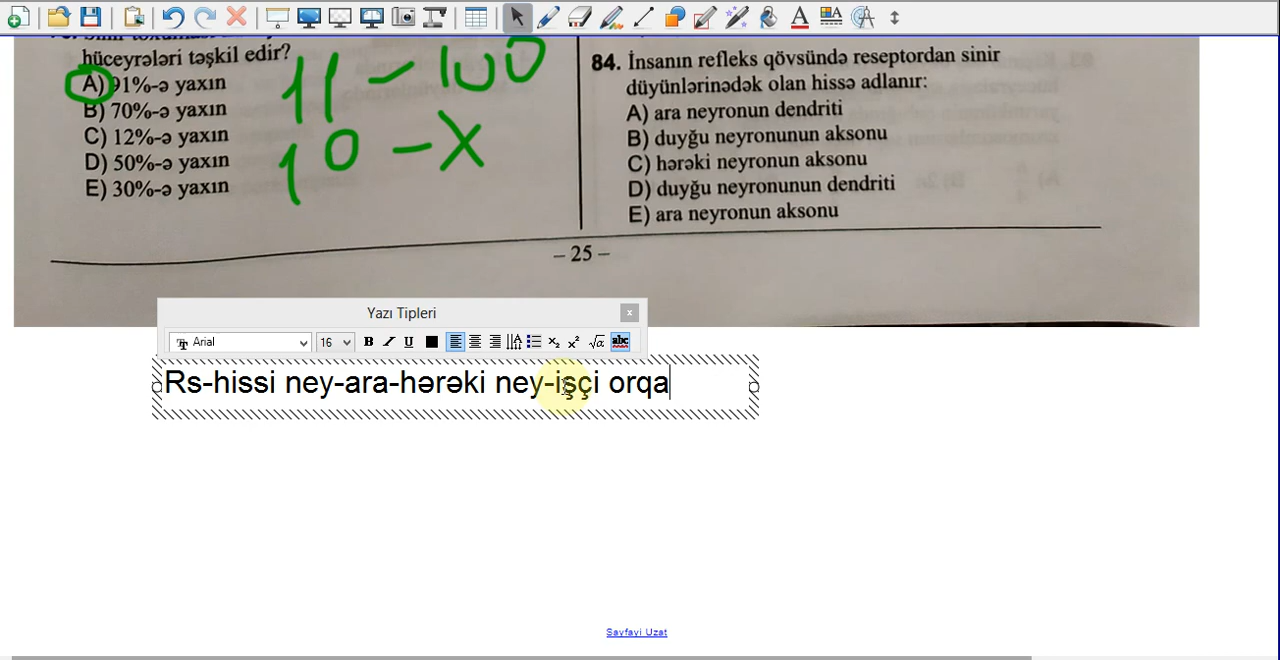 hüceyrələri təşkil edir?
A) 91%-ə yaxın
B) 70%-ə yaxın
C) 12%-ə yaxın
D) 50%-ə yaxın
E) 30%-ə yaxın
11 – 100
10 – X
84. İnsanın refleks qövsündə reseptordan sinir
düyünlərinədək olan hissə adlanır:
A) ara neyronun dendriti
B) duyğu neyronunun aksonu
C) hərəki neyronun aksonu
D) duyğu neyronunun dendriti
E) ara neyronun aksonu
– 25 –
Yazı Tipleri
Arial
16
Rs-hissi ney-ara-hərəki ney-işçi orqa
Sayfayi Uzat